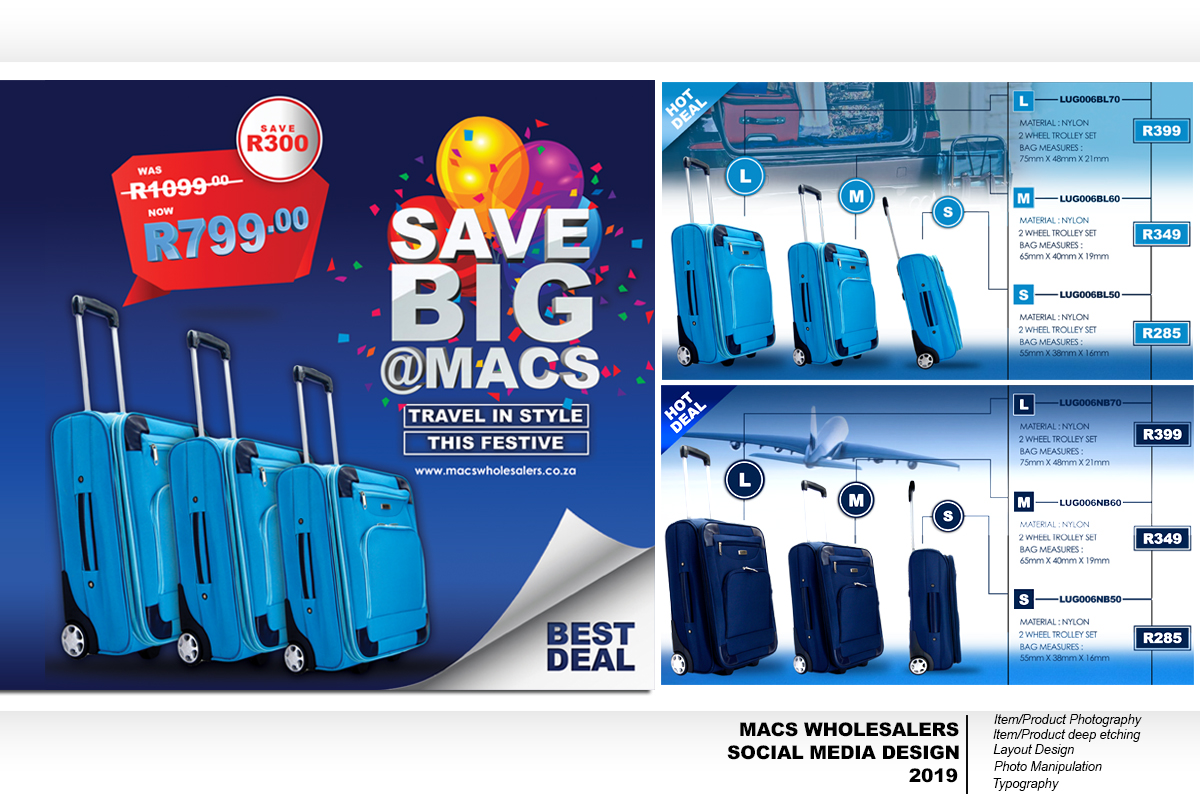 SAVE
R300
WAS
R1099.00
NOW
R799.00
SAVE
BIG
@MACS
TRAVEL IN STYLE
THIS FESTIVE
www.macswholesalers.co.za
BEST
DEAL
HOT
DEAL
L
M
S
L LUG006BL70
MATERIAL : NYLON
2 WHEEL TROLLEY SET
BAG MEASURES :
75mm X 48mm X 21mm
R399
M LUG006BL60
MATERIAL : NYLON
2 WHEEL TROLLEY SET
BAG MEASURES :
65mm X 40mm X 19mm
R349
S LUG006BL50
MATERIAL : NYLON
2 WHEEL TROLLEY SET
BAG MEASURES :
55mm X 38mm X 16mm
R285
HOT
DEAL
L
M
S
L LUG006NB70
MATERIAL : NYLON
2 WHEEL TROLLEY SET
BAG MEASURES :
75mm X 48mm X 21mm
R399
M LUG006NB60
MATERIAL : NYLON
2 WHEEL TROLLEY SET
BAG MEASURES :
65mm X 40mm X 19mm
R349
S LUG006NB50
MATERIAL : NYLON
2 WHEEL TROLLEY SET
BAG MEASURES :
55mm X 38mm X 16mm
R285
MACS WHOLESALERS
SOCIAL MEDIA DESIGN
2019
Item/Product Photography
Item/Product deep etching
Layout Design
Photo Manipulation
Typography